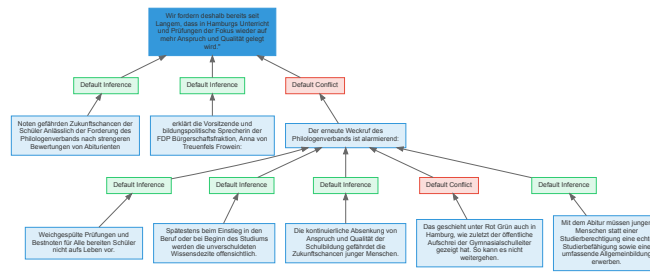 Wir fordern deshalb bereits seit
Langem, dass in Hamburgs Unterricht
und Prüfungen der Fokus wieder auf
mehr Anspruch und Qualität gelegt
wird."
Default Inference
Default Inference
Default Conflict
Noten gefährden Zukunftschancen der
Schüler Anlässlich der Forderung des
Philologenverbands nach strengeren
Bewertungen von Abiturienten
erklärt die Vorsitzende und
bildungspolitische Sprecherin der
FDP Bürgerschaftsfraktion, Anna von
Treuenfels Frowein:
Der erneute Weckruf des
Philologenverbands ist alarmierend:
Default Inference
Default Inference
Default Inference
Default Conflict
Default Inference
Weichgespülte Prüfungen und
Bestnoten für Alle bereiten Schüler
nicht aufs Leben vor.
Spätestens beim Einstieg in den
Beruf oder bei Beginn des Studiums
werden die unverschuldeten
Wissensdezite offensichtlich.
Die kontinuierliche Absenkung von
Anspruch und Qualität der
Schulbildung gefährdet die
Zukunftschancen junger Menschen.
Das geschieht unter Rot Grün auch in
Hamburg, wie zuletzt der öffentliche
Aufschrei der Gymnasialschulleiter
gezeigt hat. So kann es nicht
weitergehen.
Mit dem Abitur müssen junge
Menschen statt einer
Studierberechtigung eine echte
Studierbefähigung sowie eine
umfassende Allgemeinbildung
erwerben.